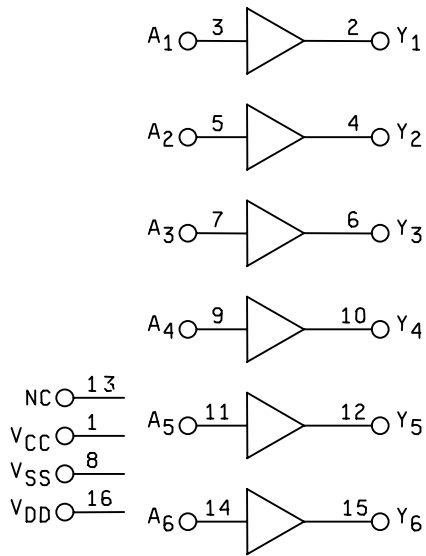 A1 3 2 Y1
A2 5 4 Y2
A3 7 6 Y3
A4 9 10 Y4
NC 13
A5 11 12 Y5
VCC 1
VSS 8
VDD 16
A6 14 15 Y6